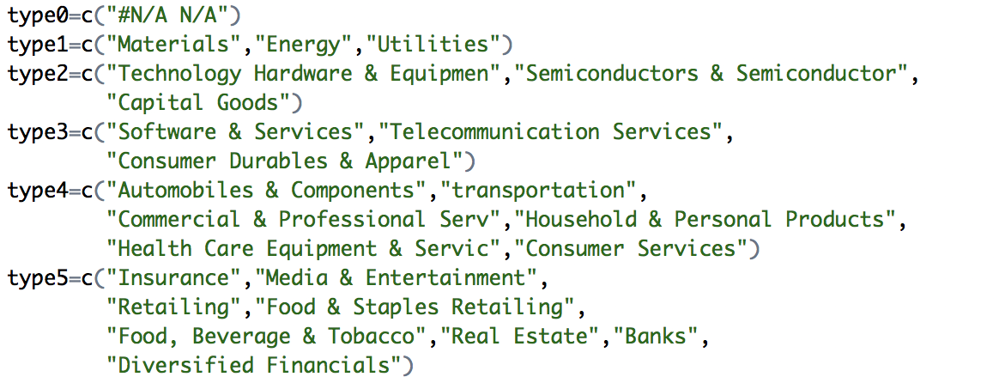 type0=c("#N/A N/A")
type1=c("Materials","Energy","Utilities")
type2=c("Technology Hardware & Equipmen","Semiconductors & Semiconductor",
"Capital Goods")
type3=c("Software & Services","Telecommunication Services",
"Consumer Durables & Apparel")
type4=c("Automobiles & Components","transportation",
"Commercial & Professional Serv","Household & Personal Products",
"Health Care Equipment & Servic","Consumer Services")
type5=c("Insurance","Media & Entertainment",
"Retailing","Food & Staples Retailing",
"Food, Beverage & Tobacco","Real Estate","Banks",
"Diversified Financials")